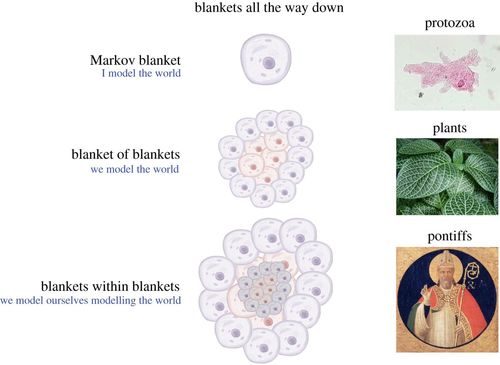 blankets all the way down
protozoa
Markov blanket
I model the world
plants
blanket of blankets
we model the world
pontiffs
blankets within blankets
we model ourselves modelling the world